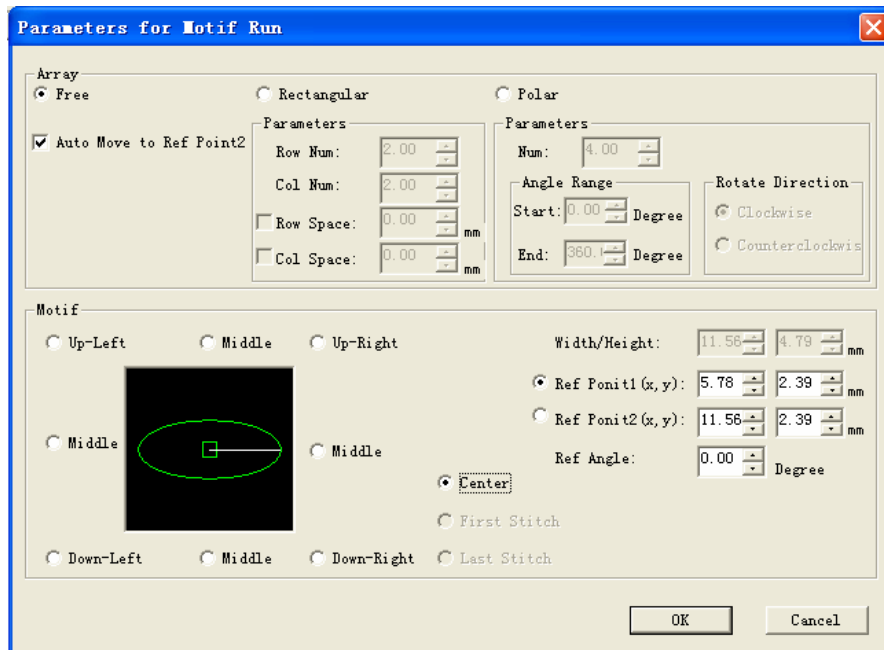 Parameters for Motif Run
Array
Free
Rectangular
Polar
Auto Move to Ref Point2
Parameters
Row Num: 2.00
Col Num: 2.00
Row Space: 0.00 mm
Col Space: 0.00 mm
Parameters
Num: 4.00
Angle Range
Start: 0.00 Degree
End: 360. Degree
Rotate Direction
Clockwise
Counterclockwis
Motif
Up-Left Middle Up-Right
Middle Middle
Center
First Stitch
Down-Left Middle Down-Right Last Stitch
Width/Height: 11.56 4.79 mm
Ref Ponit1(x,y): 5.78 2.39 mm
Ref Ponit2(x,y): 11.56 2.39 mm
Ref Angle: 0.00 Degree
OK Cancel